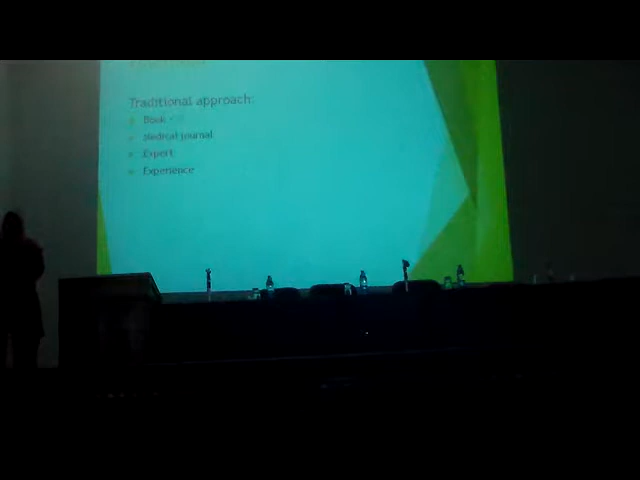 Traditional approach:
Book
Medical journal
Expert
Experience